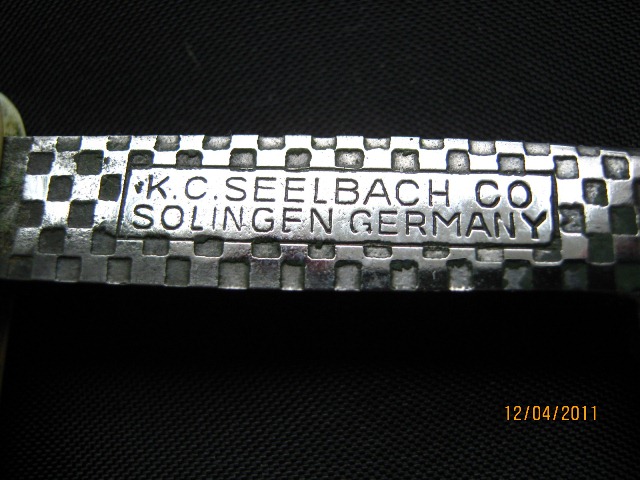 K.C. SEELBACH CO
SOLINGEN GERMANY
12/04/2011